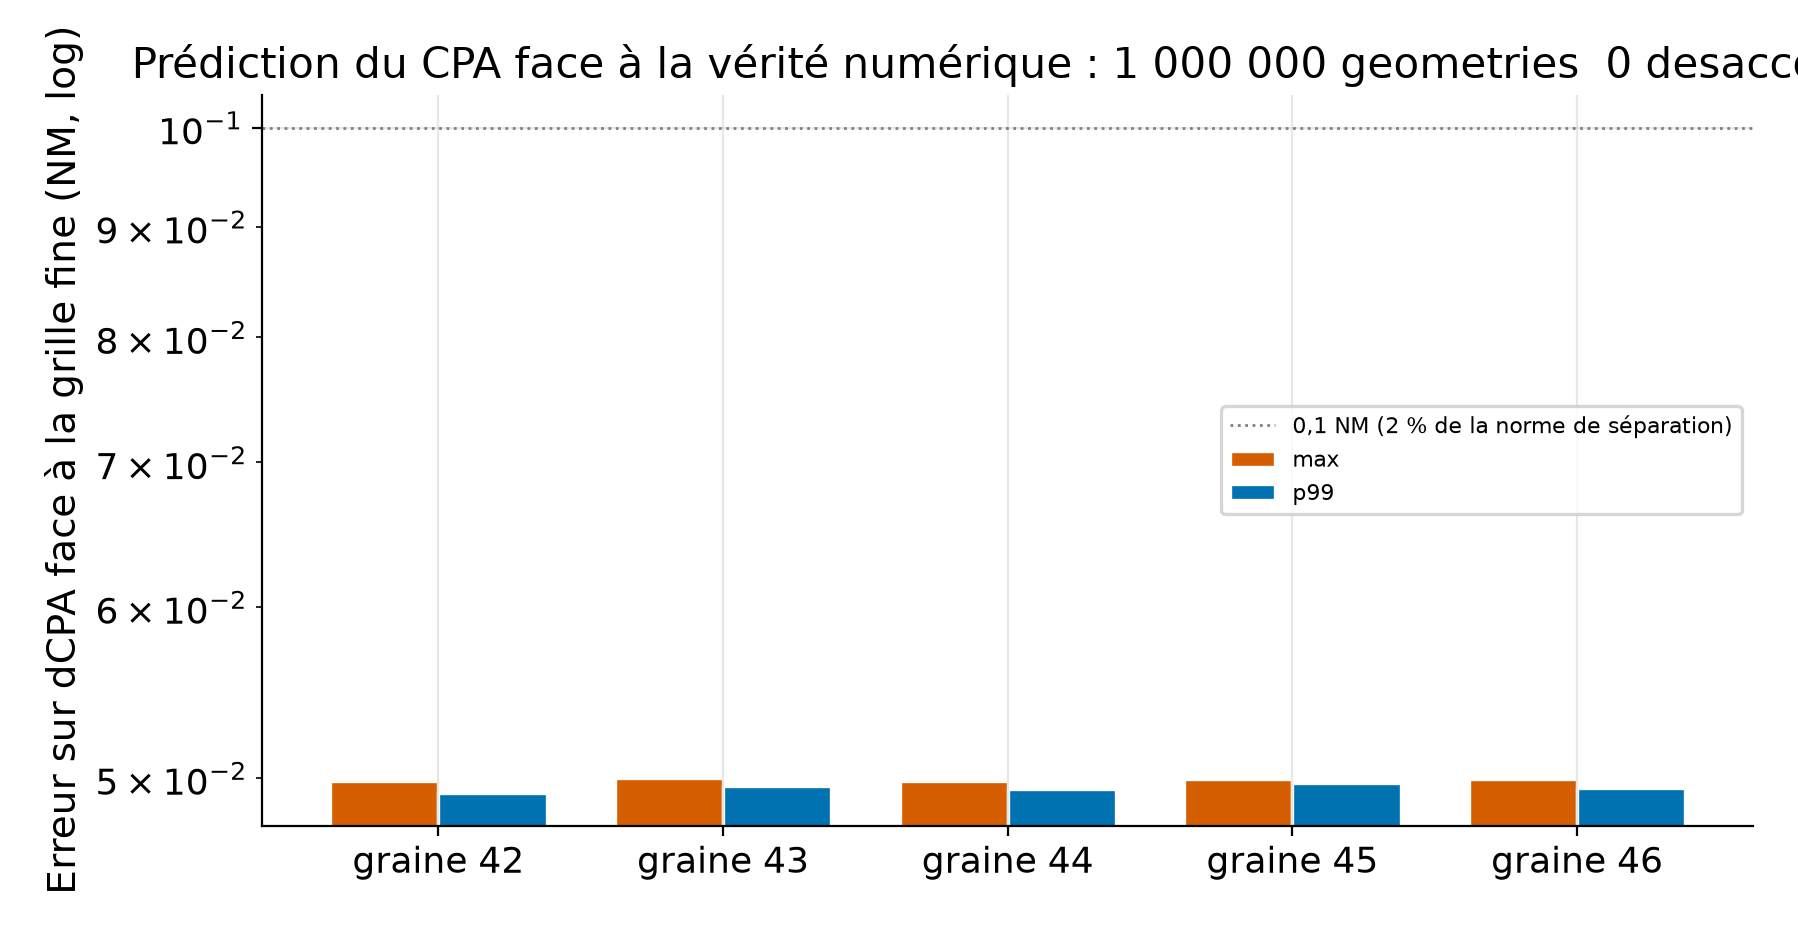 Prédiction du CPA face à la vérité numérique : 1 000 000 geometries 0 desacc
Erreur sur dCPA face à la grille fine (NM, log)
10⁻¹
9 × 10⁻²
8 × 10⁻²
7 × 10⁻²
6 × 10⁻²
5 × 10⁻²
0,1 NM (2 % de la norme de séparation)
max
p99
graine 42
graine 43
graine 44
graine 45
graine 46